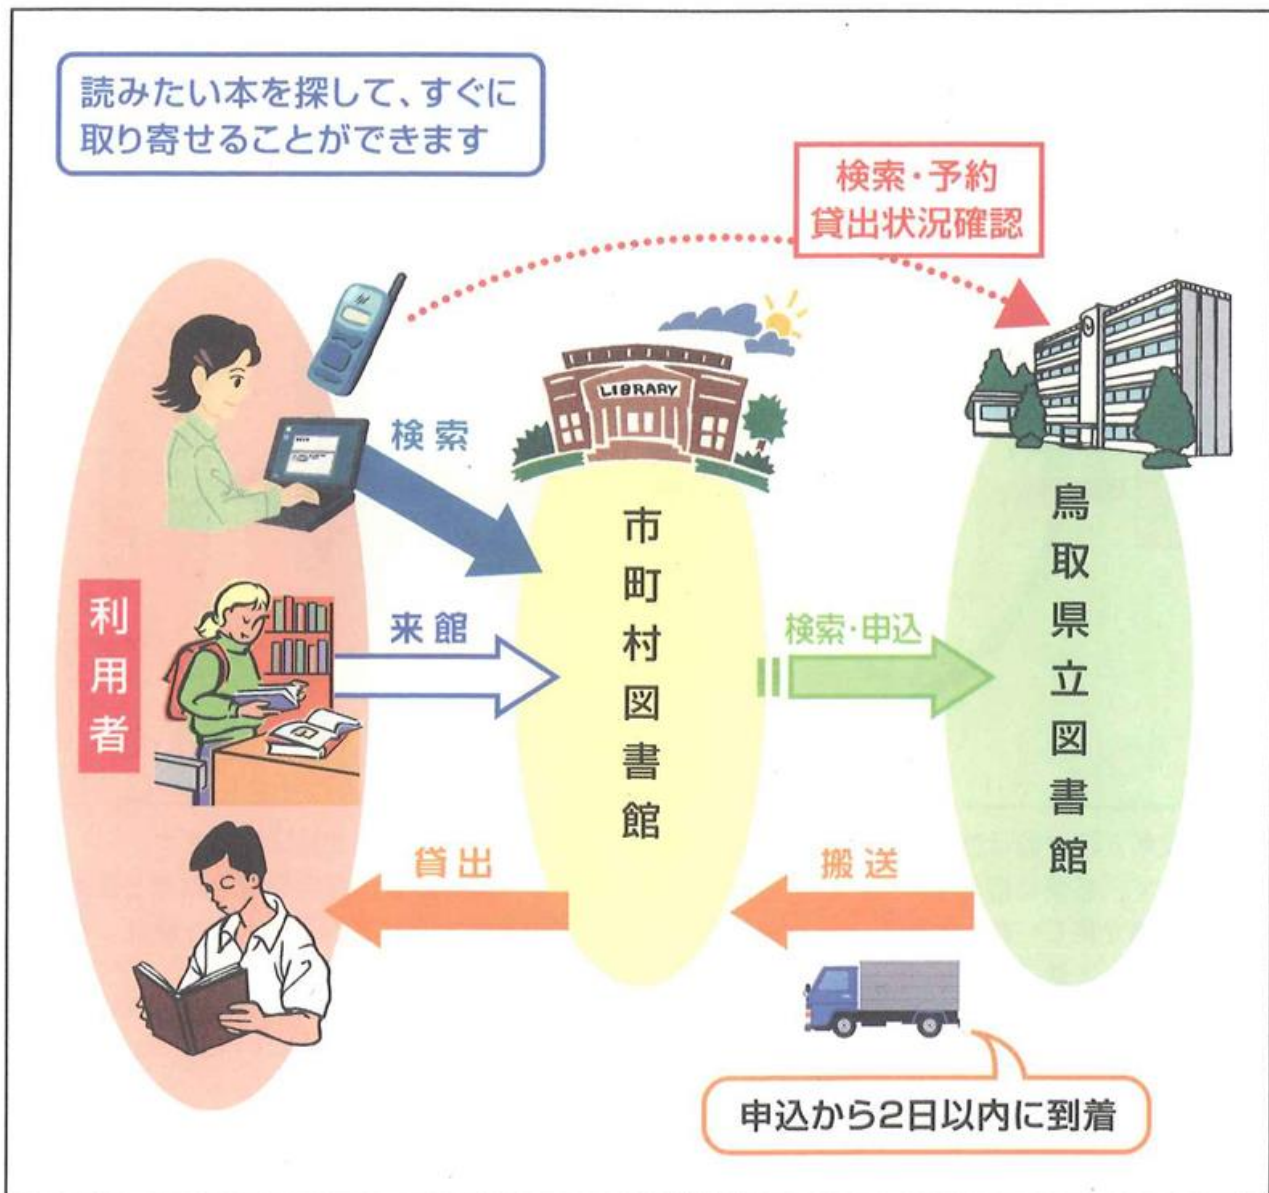 読みたい本を探して、すぐに
取り寄せることができます
検索・予約
貸出状況確認
LIBRARY
検索
利用者
来館
市町村図書館
検索・申込
鳥取県立図書館
貸出
搬送
申込から2日以内に到着